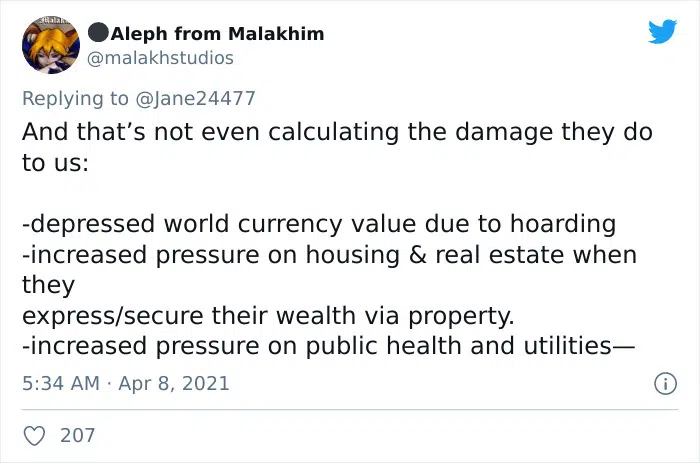 ●Aleph from Malakhim
@malakhstudios
Replying to @Jane24477
And that’s not even calculating the damage they do
to us:
-depressed world currency value due to hoarding
-increased pressure on housing & real estate when
they
express/secure their wealth via property.
-increased pressure on public health and utilities—
5:34 AM · Apr 8, 2021
207